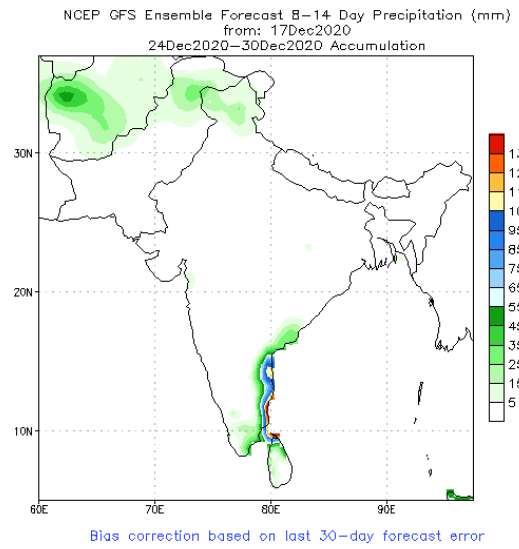 NCEP GFS Ensemble Forecast 8-14 Day Precipitation (mm)
from: 17Dec2020
24Dec2020-30Dec2020 Accumulation
30N
20N
10N
60E
70E
80E
90E
95
85
75
65
55
45
35
25
15
5
Bias correction based on last 30-day forecast error